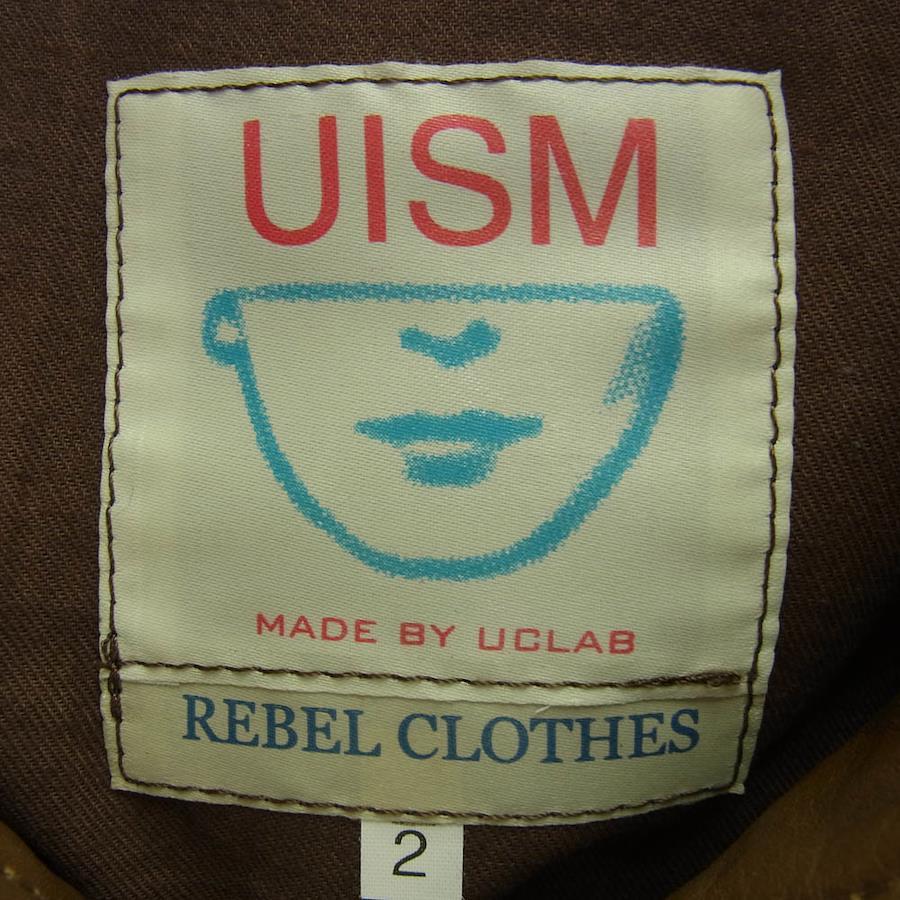 UISM
MADE BY UCLAB
REBEL CLOTHES
2